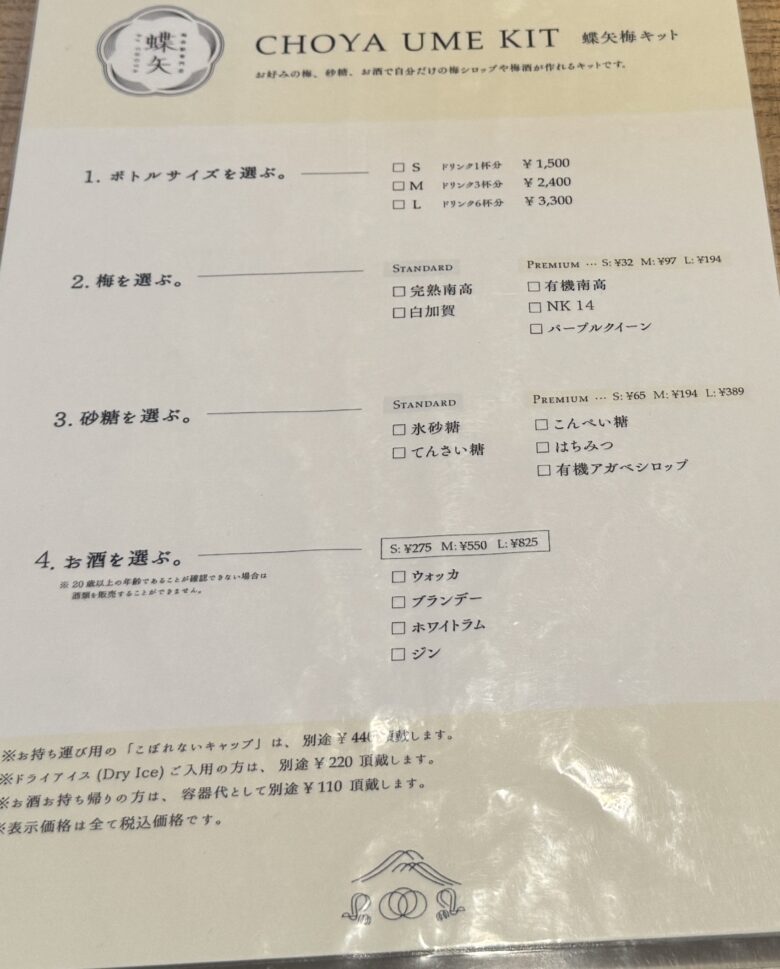 蝶矢
CHOYA UME KIT 蝶矢梅キット
お好みの梅、砂糖、お酒で自分だけの梅シロップや梅酒が作れるキットです。
1. ボトルサイズを選ぶ。
□ S ドリンク1杯分 ¥ 1,500
□ M ドリンク3杯分 ¥ 2,400
□ L ドリンク6杯分 ¥ 3,300
2. 梅を選ぶ。
STANDARD
□ 完熟南高
□ 白加賀
PREMIUM … S: ¥32 M: ¥97 L: ¥194
□ 有機南高
□ NK 14
□ パープルクイーン
3. 砂糖を選ぶ。
STANDARD
□ 氷砂糖
□ てんさい糖
PREMIUM … S: ¥65 M: ¥194 L: ¥389
□ こんぺい糖
□ はちみつ
□ 有機アガベシロップ
4. お酒を選ぶ。
※ 20歳以上の年齢であることが確認できない場合は
酒類を販売することができません。
S: ¥275 M: ¥550 L: ¥825
□ ウォッカ
□ ブランデー
□ ホワイトラム
□ ジン
※お持ち運び用の「こぼれないキャップ」は、別途 ¥ 440 頂戴します。
※ドライアイス (Dry Ice) ご入用の方は、別途 ¥ 220 頂戴します。
※お酒お持ち帰りの方は、容器代として別途 ¥ 110 頂戴します。
※表示価格は全て税込価格です。